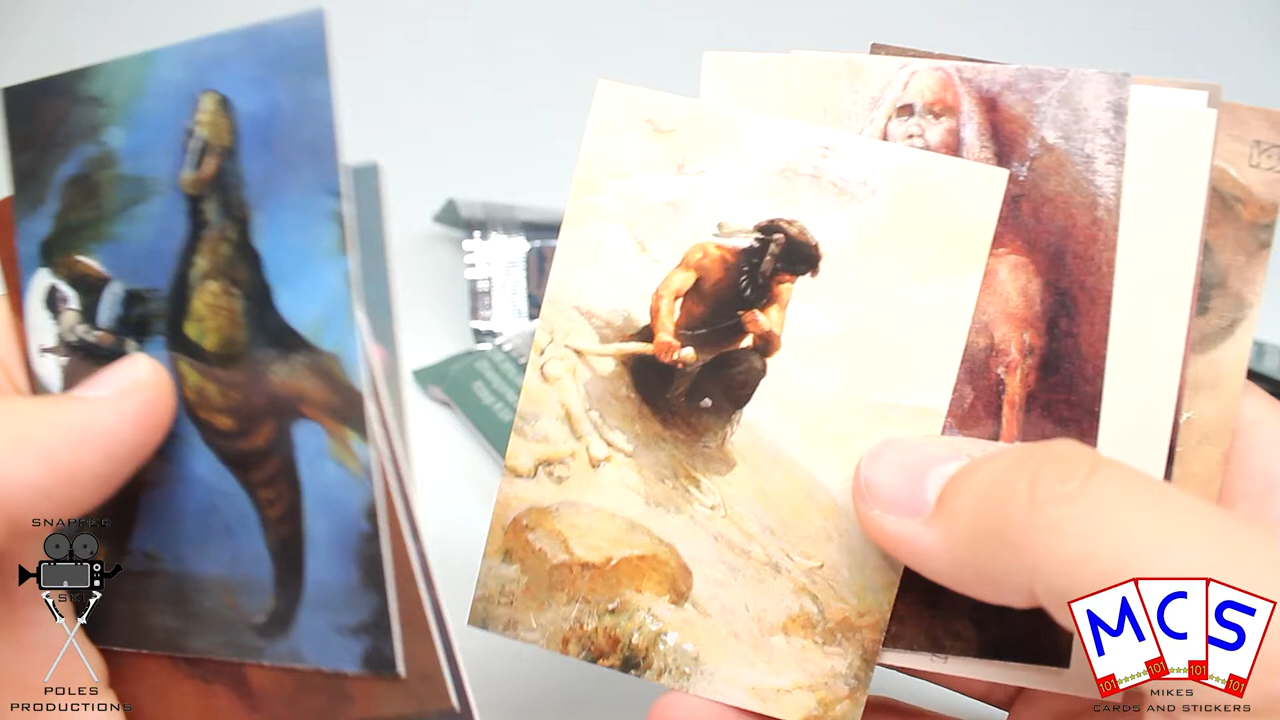 SNAPPED
SKI
POLES
PRODUCTIONS
MCS
101 101 101 101
MIKES
CARDS AND STICKERS